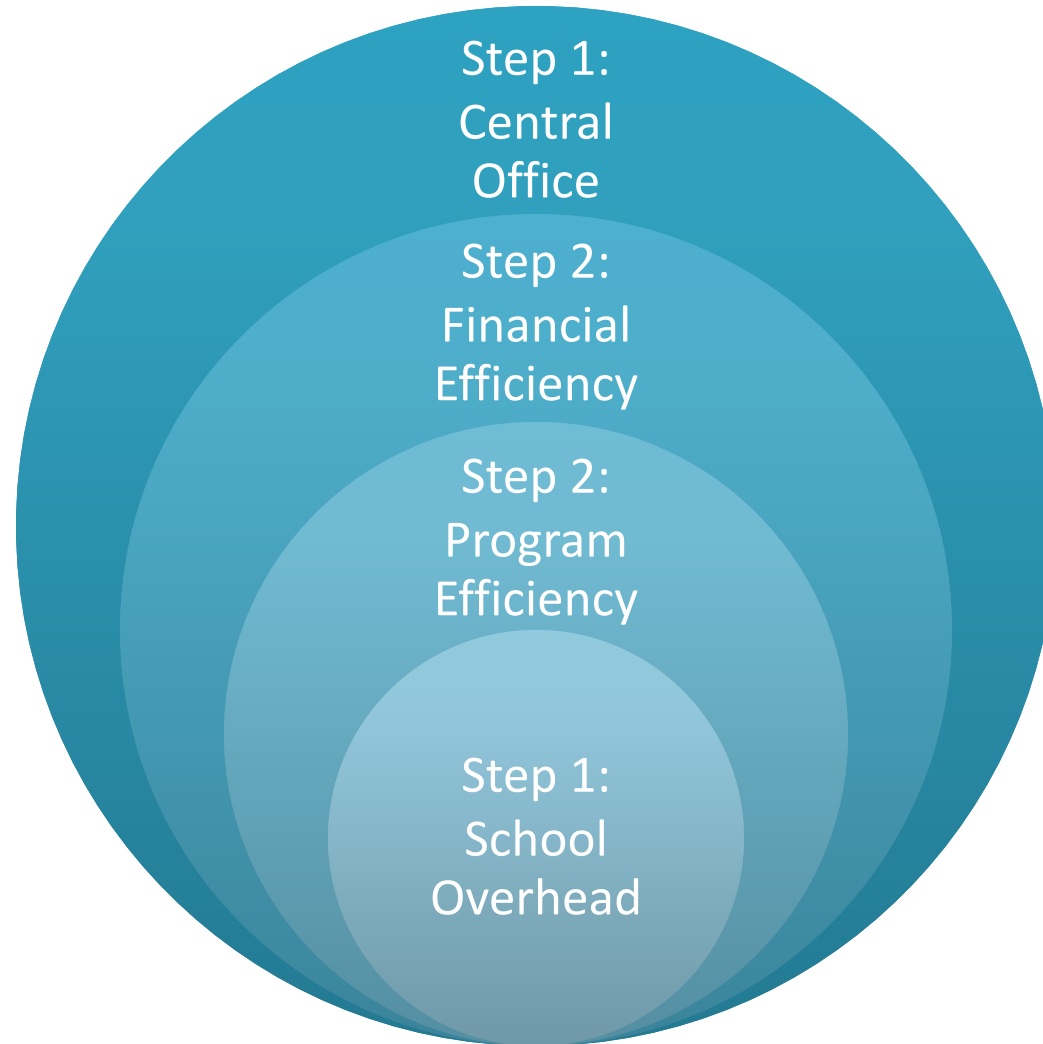 Step 1:
Central
Office
Step 2:
Financial
Efficiency
Step 2:
Program
Efficiency
Step 1:
School
Overhead